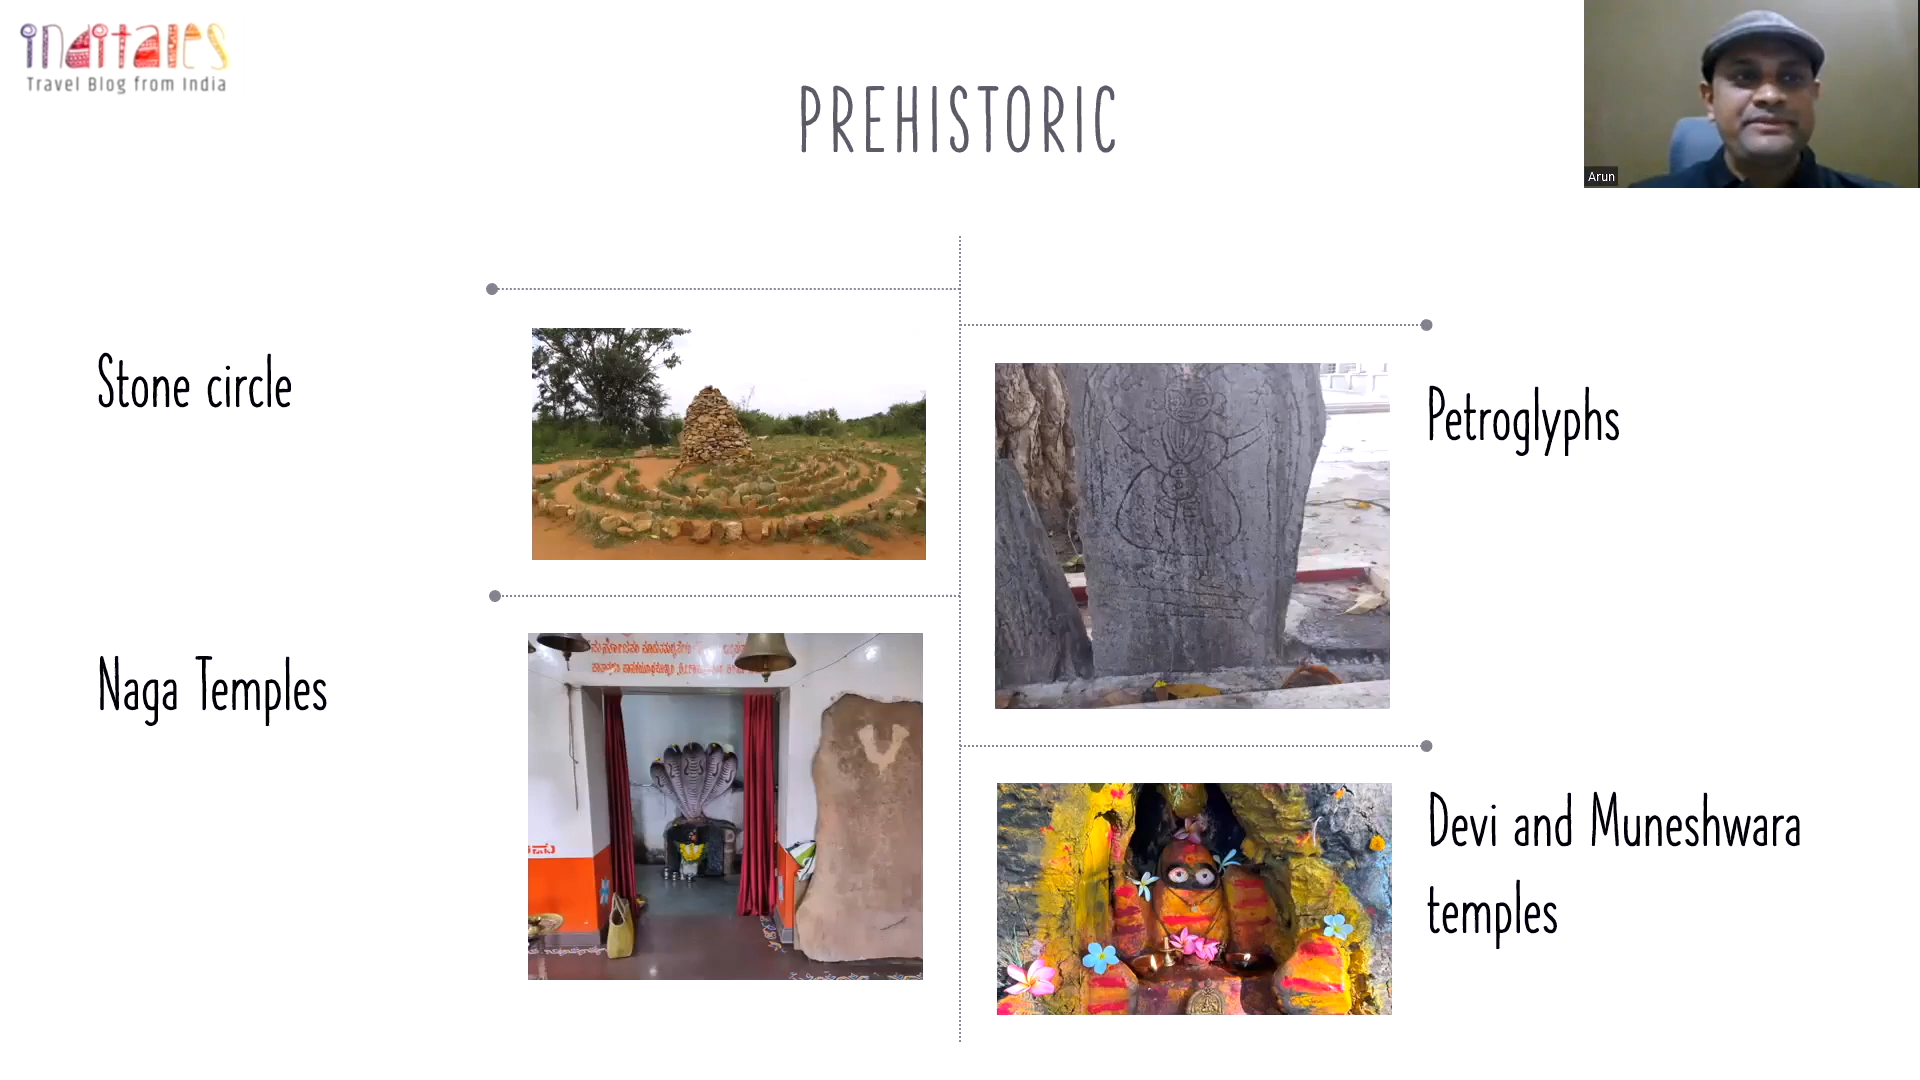 inditales
Travel Blog from India
PREHISTORIC
Arun
Stone circle
Petroglyphs
Naga Temples
Devi and Muneshwara
temples